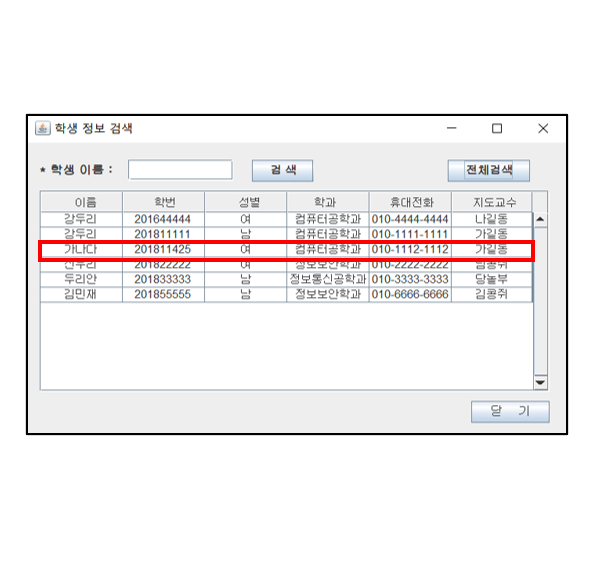 학생 정보 검색
* 학생 이름 : 검 색 전체검색
이름 학번 성별 학과 휴대전화 지도교수
강두리 201644444 여 컴퓨터공학과 010-4444-4444 나길동
강두리 201811111 남 컴퓨터공학과 010-1111-1111 가길동
가나다 201811425 여 컴퓨터공학과 010-1112-1112 가길동
201822222 여 정보보안학과 010-2222-2222
두리안 201833333 남 정보통신공학과 010-3333-3333 당놀부
김민재 201855555 남 정보보안학과 010-6666-6666 김콩쥐
닫 기